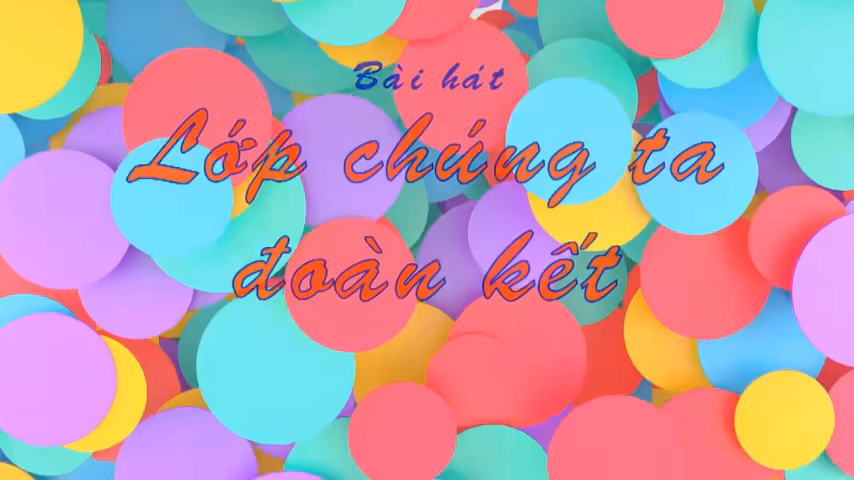 Bài hát
Lớp chúng ta
đoàn kết